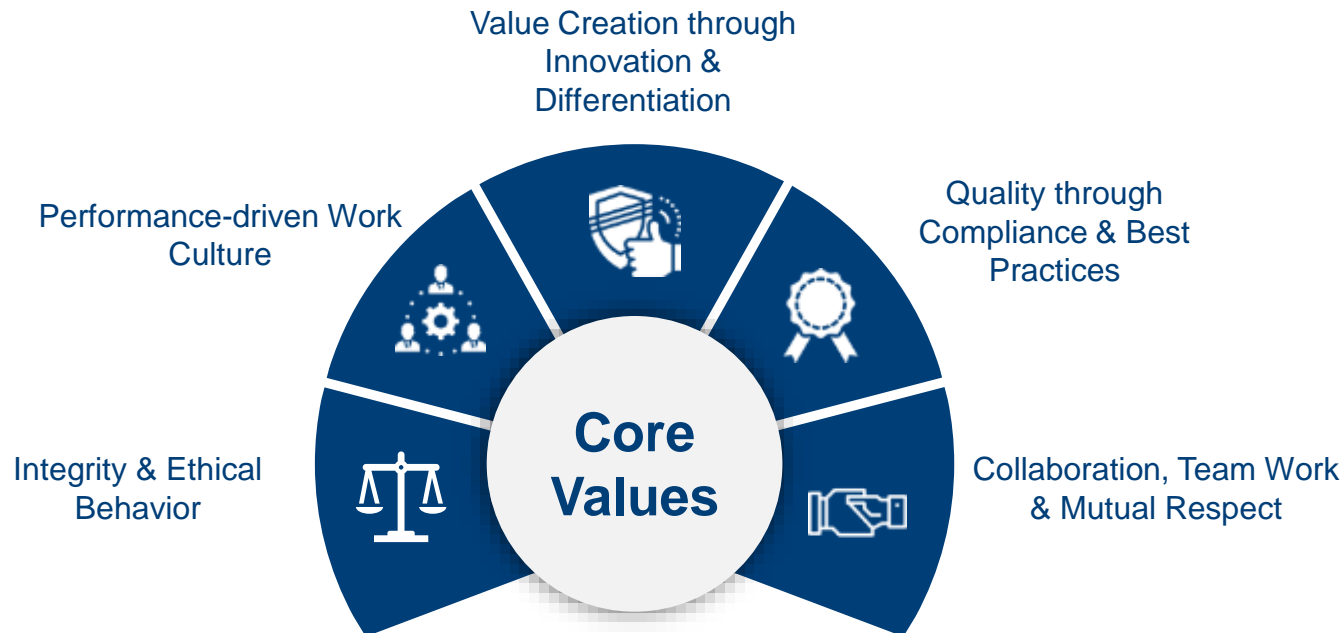 Value Creation through
Innovation &
Differentiation
Performance-driven Work
Culture
Quality through
Compliance & Best
Practices
Core
Values
Integrity & Ethical
Behavior
Collaboration, Team Work
& Mutual Respect